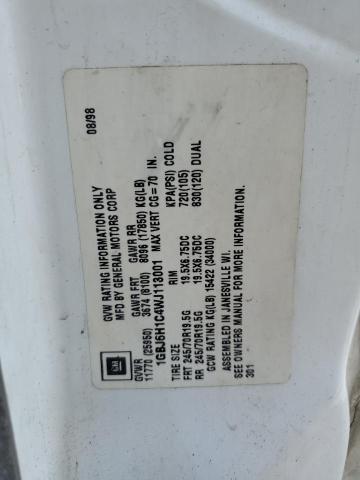 08/98
GVW RATING INFORMATION ONLY
MFD BY GENERAL MOTORS CORP
GVWR GAWR FRT GAWR RR
11770 (25950) 3674 (8100) 8096 (17850) KG(LB)
1GBJ6H1C4WJ113001 MAX VERT CG = 70 IN.
TIRE SIZE RIM KPA(PSI) COLD
FRT 245/70R19.5G 19.5X6.75DC 720(105)
RR 245/70R19.5G 19.5X6.75DC 830(120) DUAL
GCW RATING KG(LB) 15422 (34000)
ASSEMBLED IN JANESVILLE WI.
SEE OWNERS MANUAL FOR MORE INFORMATION
301
GM